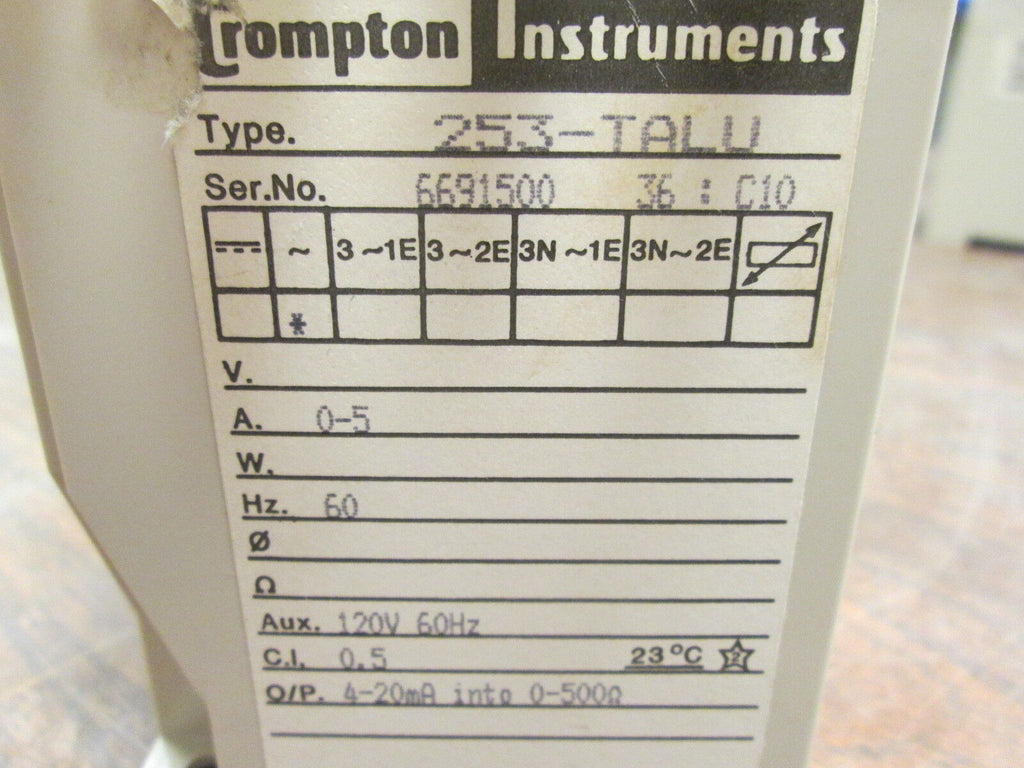 Crompton Instruments
Type. 253-TALU
Ser.No. 6691500 36 : C10
~ 3~1E 3~2E 3N~1E 3N~2E
*
V.
A. 0-5
W.
Hz. 60
Ø
Ω
Aux. 120V 60Hz
C.I. 0.5 23°C 2
O/P. 4-20mA into 0-500Ω